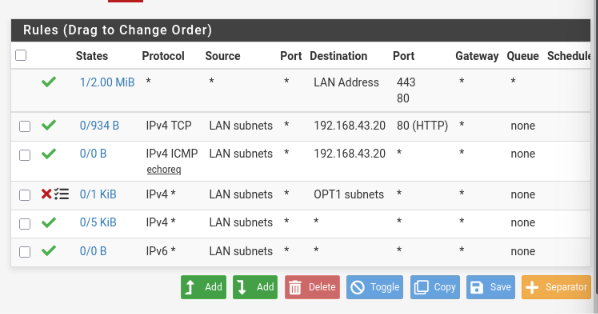 Rules (Drag to Change Order)
States Protocol Source Port Destination Port Gateway Queue Schedule
1/2.00 MiB * * * LAN Address 443 * *
80
0/934 B IPv4 TCP LAN subnets * 192.168.43.20 80 (HTTP) * none
0/0 B IPv4 ICMP LAN subnets * 192.168.43.20 * * none
echoreq
0/1 KiB IPv4 * LAN subnets * OPT1 subnets * * none
0/5 KiB IPv4 * LAN subnets * * * * none
0/0 B IPv6 * LAN subnets * * * * none
Add Add Delete Toggle Copy Save Separator